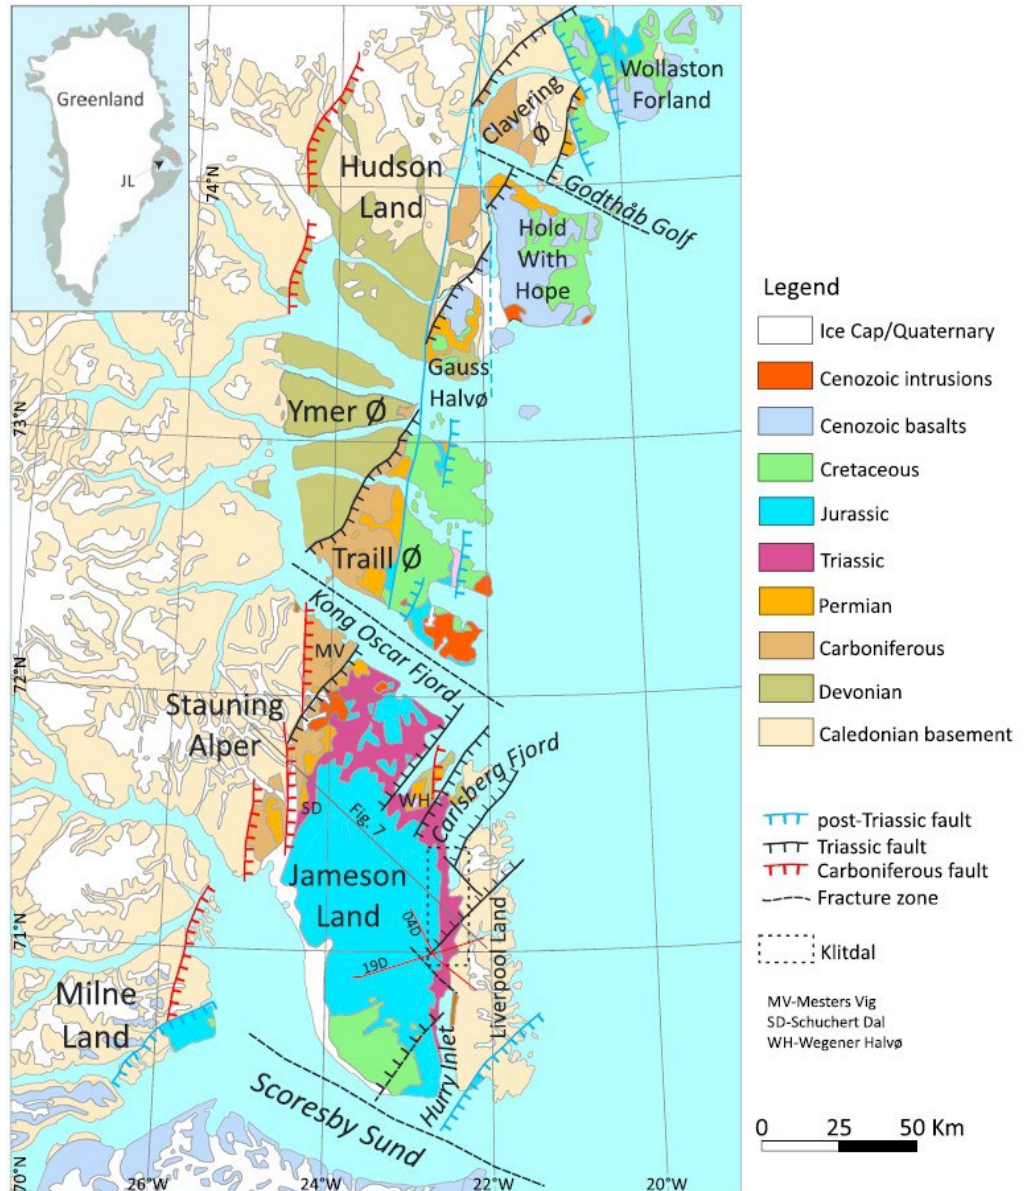 Greenland
JL
Wollaston
Forland
Clavering
Ø
Hudson
Land
74°N
Godthåb Golf
Hold
With
Hope
Gauss
Halvø
Ymer Ø
73°N
Traill Ø
Kong Oscar Fjord
MV
72°N
Stauning
Alper
Carlsberg Fjord
WH
SD
Fig. 7
Jameson
Land
04D
19D
Liverpool Land
71°N
Milne
Land
Hurry Inlet
Scoresby Sund
70°N
26°W
24°W
22°W
20°W
Legend
Ice Cap/Quaternary
Cenozoic intrusions
Cenozoic basalts
Cretaceous
Jurassic
Triassic
Permian
Carboniferous
Devonian
Caledonian basement
post-Triassic fault
Triassic fault
Carboniferous fault
Fracture zone
Klitdal
MV-Mesters Vig
SD-Schuchert Dal
WH-Wegener Halvø
0 25 50 Km